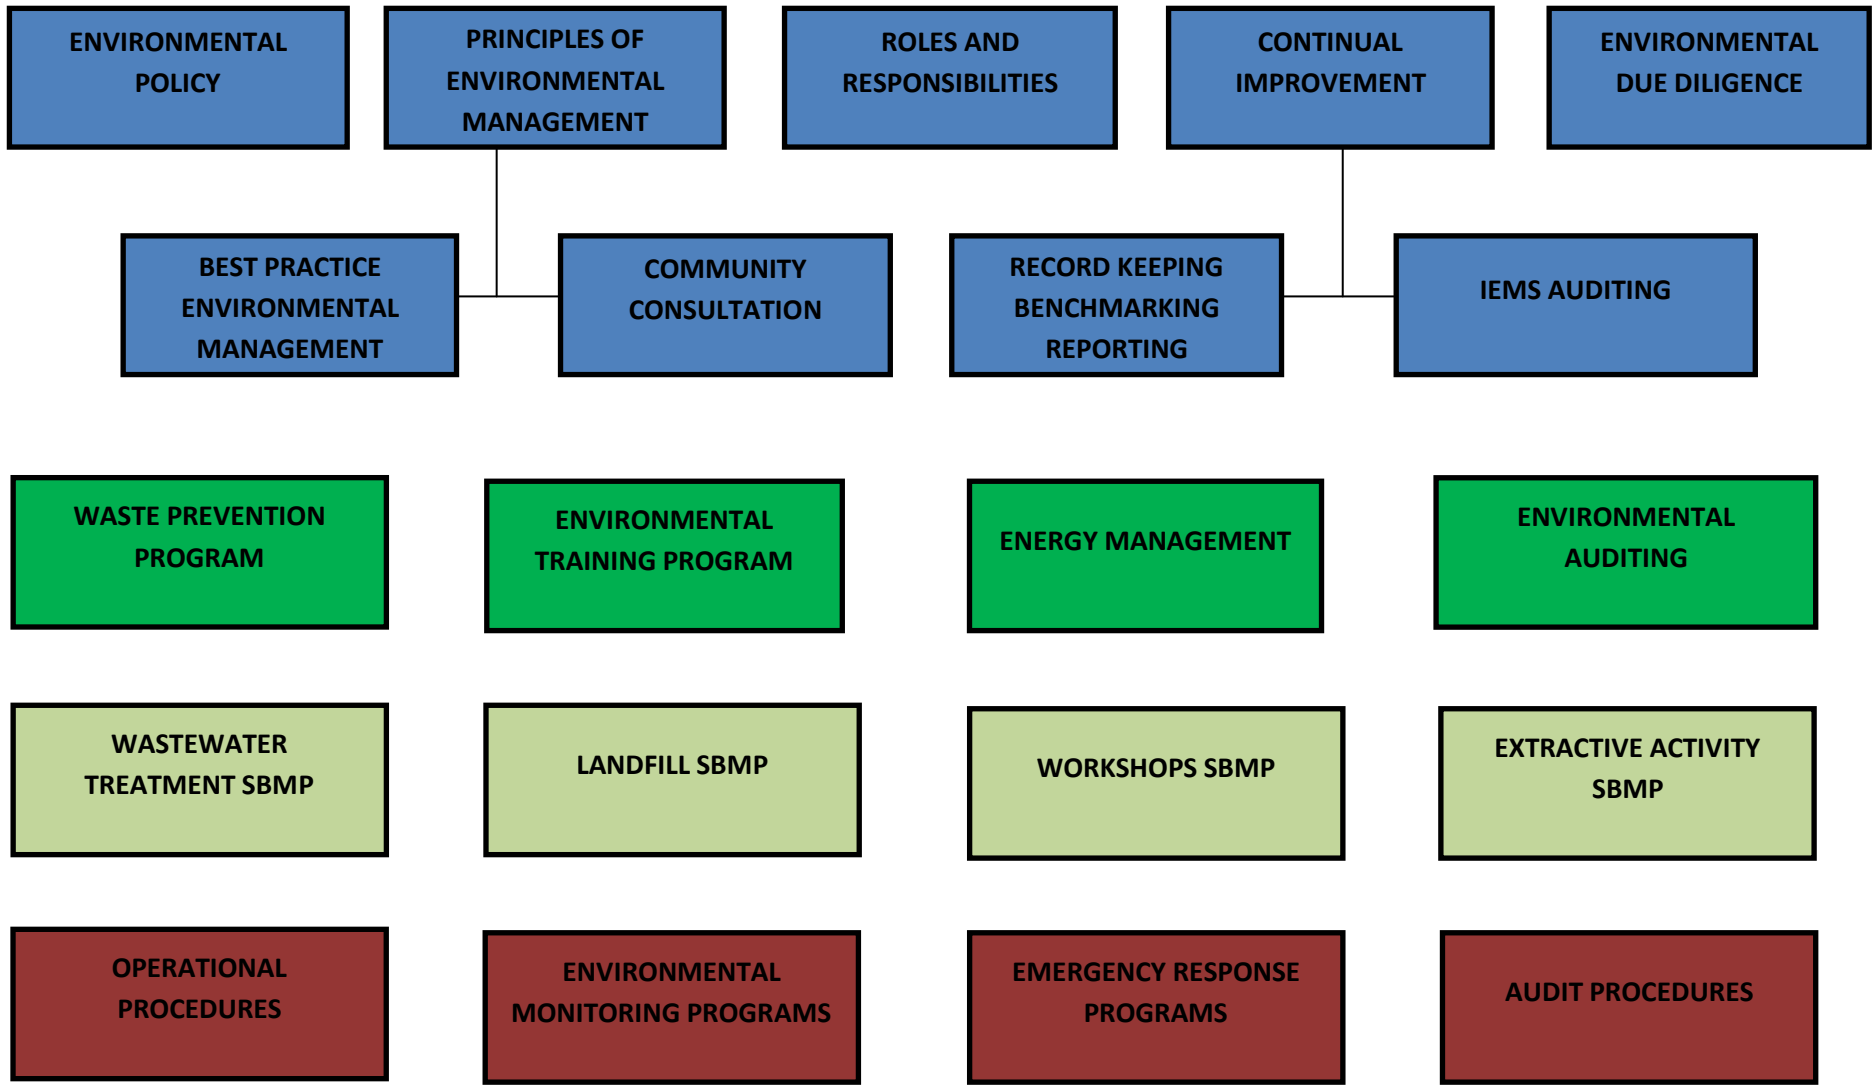 ENVIRONMENTAL
POLICY
PRINCIPLES OF
ENVIRONMENTAL
MANAGEMENT
ROLES AND
RESPONSIBILITIES
CONTINUAL
IMPROVEMENT
ENVIRONMENTAL
DUE DILIGENCE
BEST PRACTICE
ENVIRONMENTAL
MANAGEMENT
COMMUNITY
CONSULTATION
RECORD KEEPING
BENCHMARKING
REPORTING
IEMS AUDITING
WASTE PREVENTION
PROGRAM
ENVIRONMENTAL
TRAINING PROGRAM
ENERGY MANAGEMENT
ENVIRONMENTAL
AUDITING
WASTEWATER
TREATMENT SBMP
LANDFILL SBMP
WORKSHOPS SBMP
EXTRACTIVE ACTIVITY
SBMP
OPERATIONAL
PROCEDURES
ENVIRONMENTAL
MONITORING PROGRAMS
EMERGENCY RESPONSE
PROGRAMS
AUDIT PROCEDURES